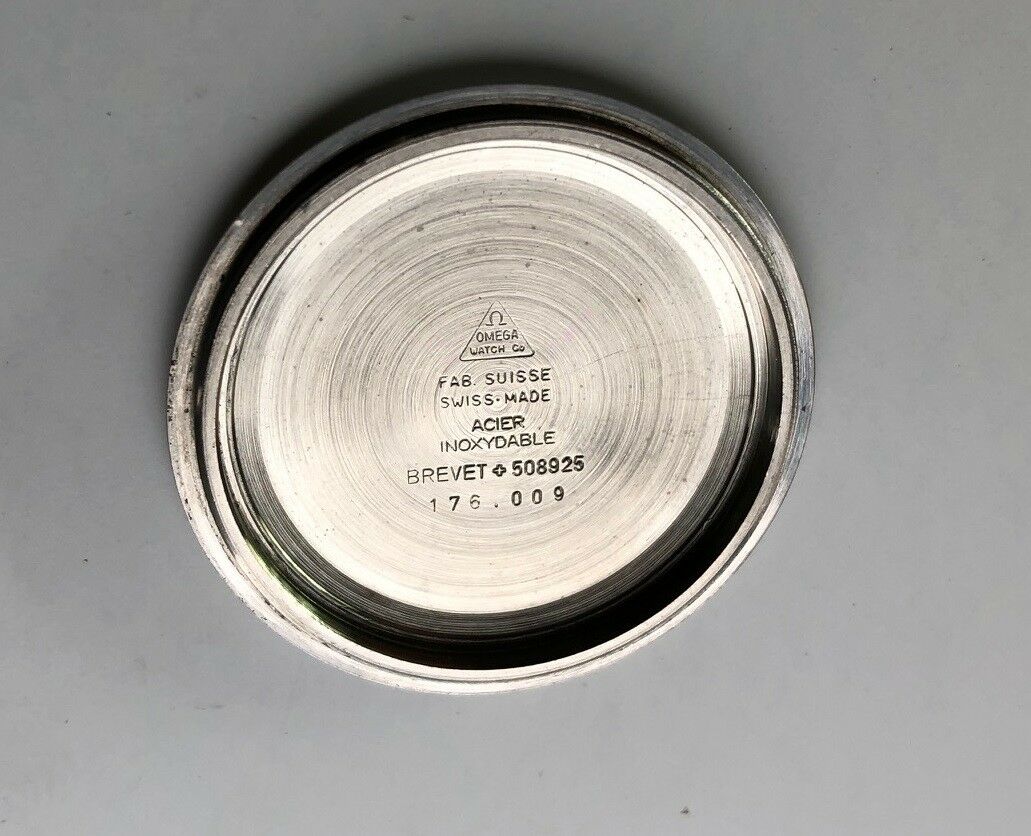 Ω
OMEGA
WATCH Co
FAB. SUISSE
SWISS·MADE
ACIER
INOXYDABLE
BREVET ✚ 508925
176.009